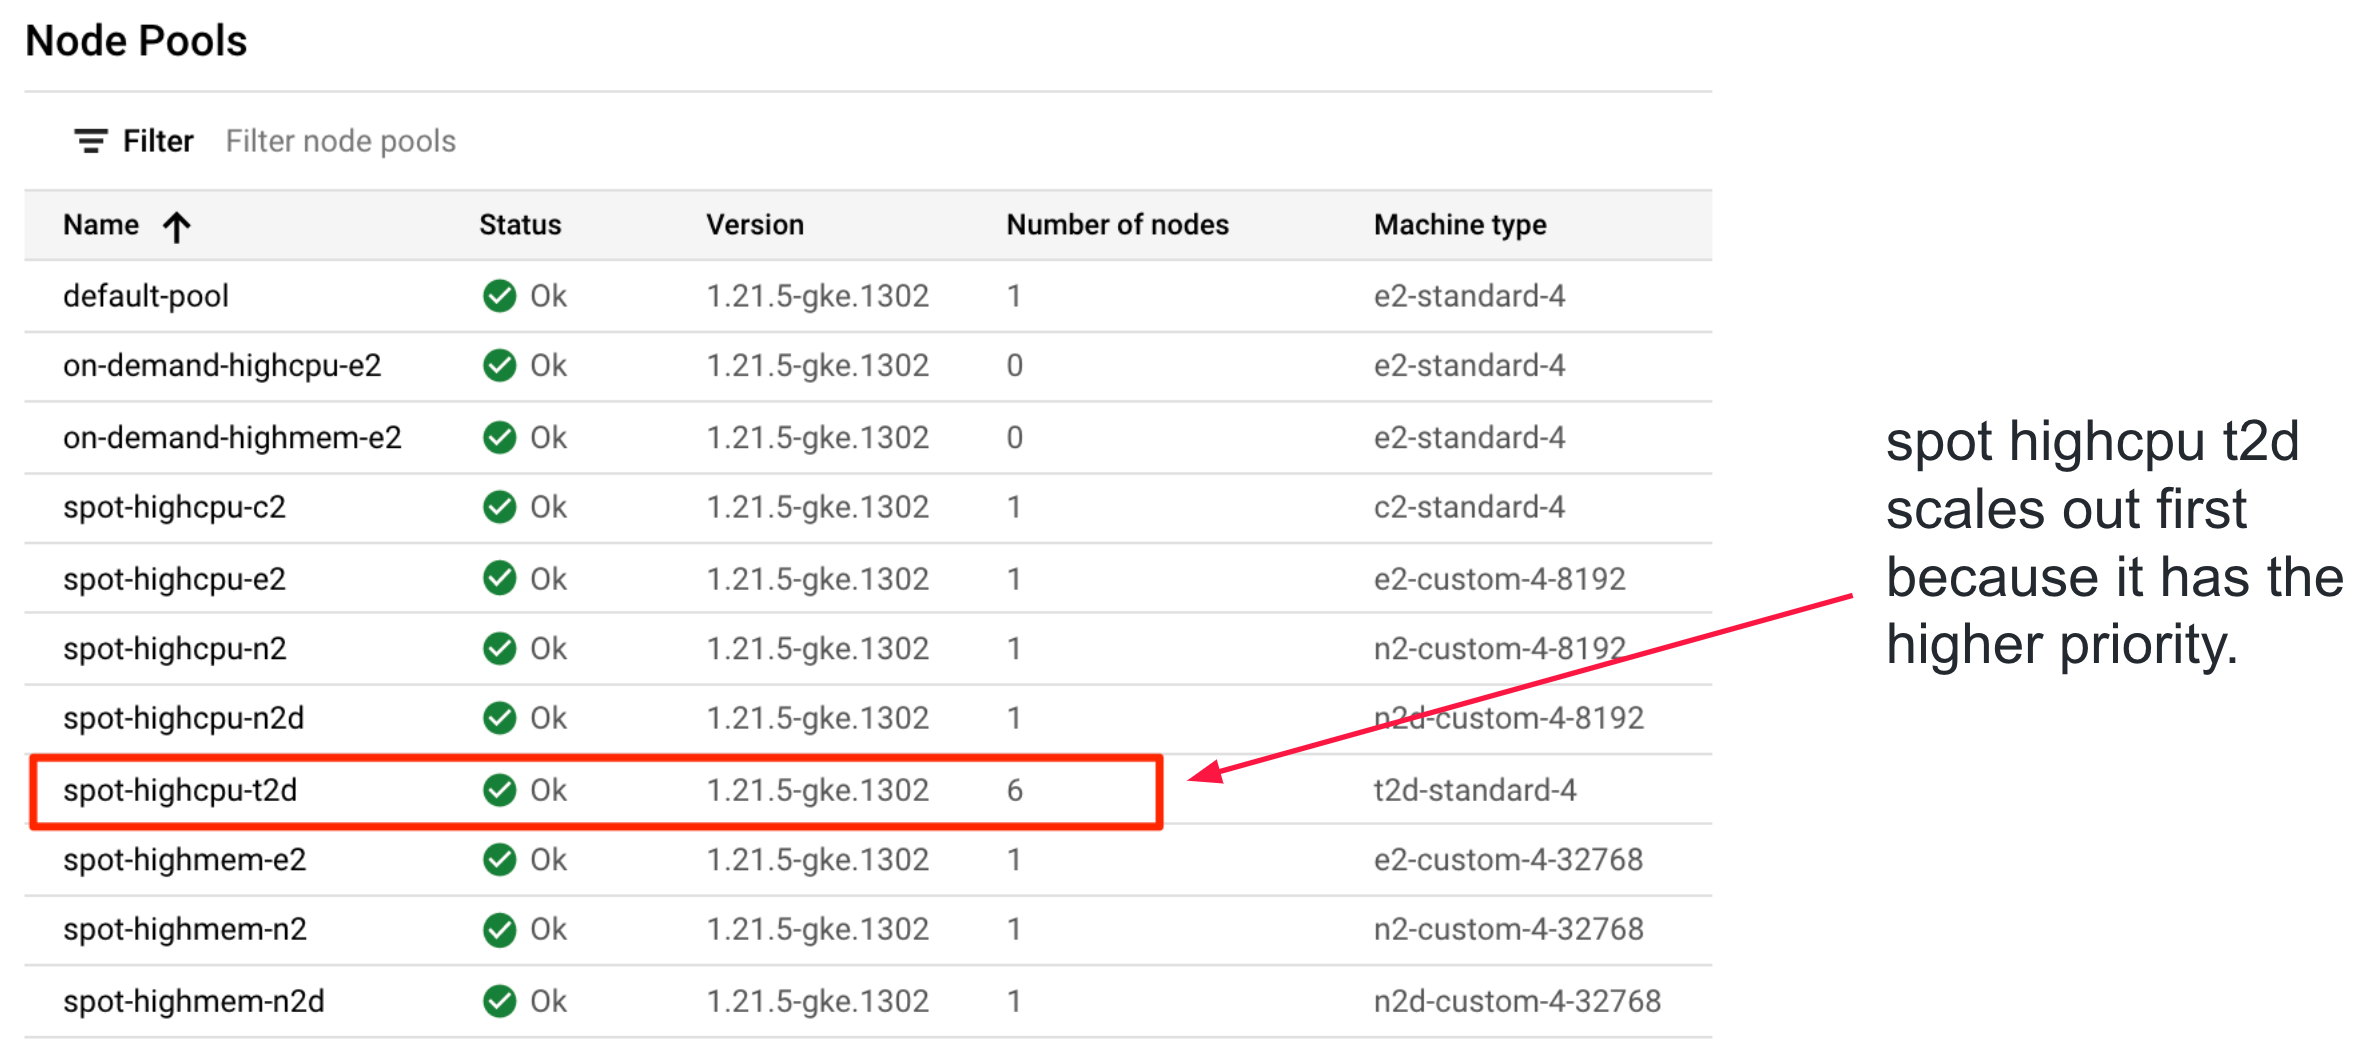 Node Pools
Filter Filter node pools
Name Status Version Number of nodes Machine type
default-pool Ok 1.21.5-gke.1302 1 e2-standard-4
on-demand-highcpu-e2 Ok 1.21.5-gke.1302 0 e2-standard-4
on-demand-highmem-e2 Ok 1.21.5-gke.1302 0 e2-standard-4
spot-highcpu-c2 Ok 1.21.5-gke.1302 1 c2-standard-4
spot-highcpu-e2 Ok 1.21.5-gke.1302 1 e2-custom-4-8192
spot-highcpu-n2 Ok 1.21.5-gke.1302 1 n2-custom-4-8192
spot-highcpu-n2d Ok 1.21.5-gke.1302 1 n2d-custom-4-8192
spot-highcpu-t2d Ok 1.21.5-gke.1302 6 t2d-standard-4
spot-highmem-e2 Ok 1.21.5-gke.1302 1 e2-custom-4-32768
spot-highmem-n2 Ok 1.21.5-gke.1302 1 n2-custom-4-32768
spot-highmem-n2d Ok 1.21.5-gke.1302 1 n2d-custom-4-32768
spot highcpu t2d
scales out first
because it has the
higher priority.